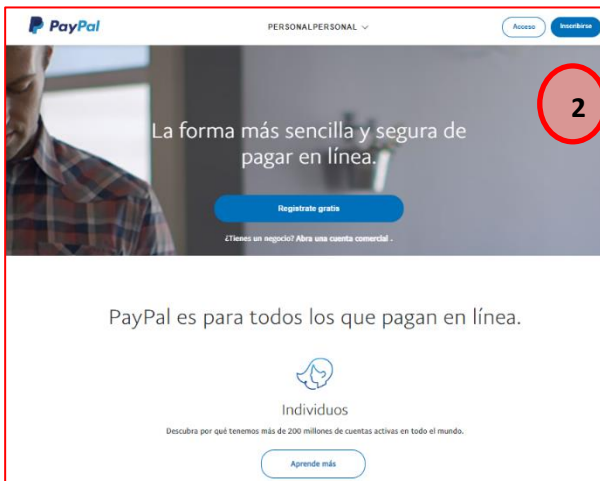 PayPal
PERSONALPERSONAL
Acceso
Inscribirse
2
La forma más sencilla y segura de
pagar en línea.
Registrate gratis
¿Tienes un negocio? Abra una cuenta comercial .
PayPal es para todos los que pagan en línea.
Individuos
Descubra por qué tenemos más de 200 millones de cuentas activas en todo el mundo.
Aprende más